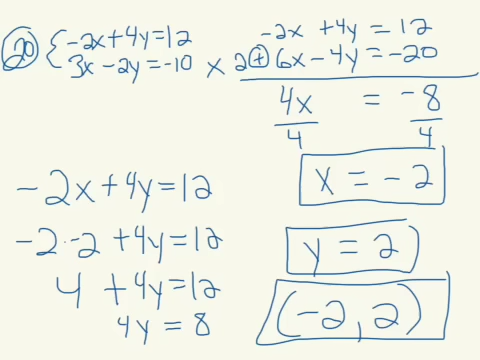 20 { -2x+4y=12
3x-2y=-10 × 2
-2x +4y = 12
+ 6x-4y=-20
4x = -8
4 4
x = -2
-2x+4y=12
-2·-2 +4y=12
4 +4y=12
4y = 8
y = 2
(-2, 2)